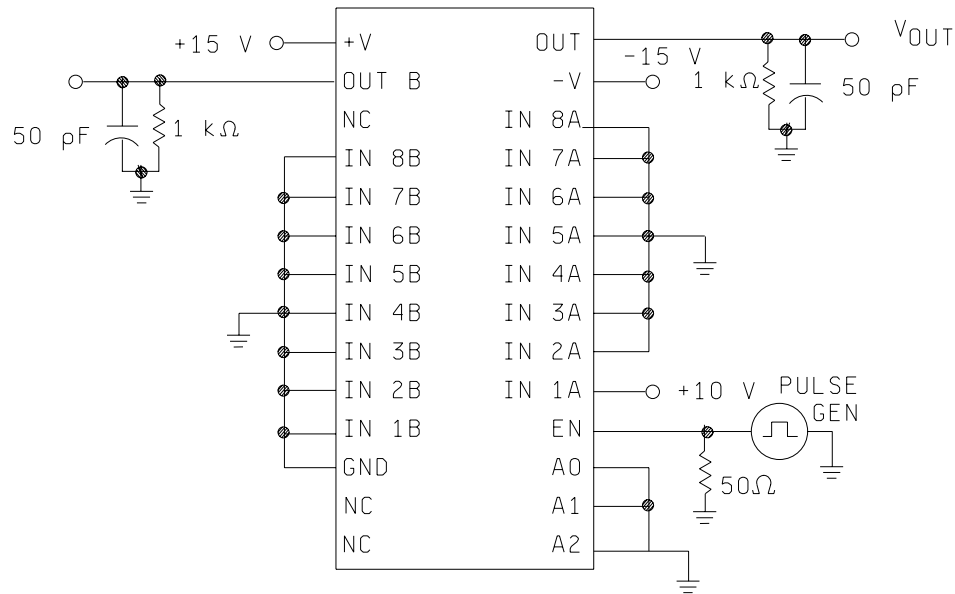 +15 V
+V
OUT
-15 V
V OUT
OUT B
-V
1 kΩ
50 pF
50 pF
1 kΩ
NC
IN 8A
IN 8B
IN 7A
IN 7B
IN 6A
IN 6B
IN 5A
IN 5B
IN 4A
IN 4B
IN 3A
IN 3B
IN 2A
IN 2B
IN 1A
+10 V
PULSE
GEN
IN 1B
EN
GND
A0
50Ω
NC
A1
NC
A2